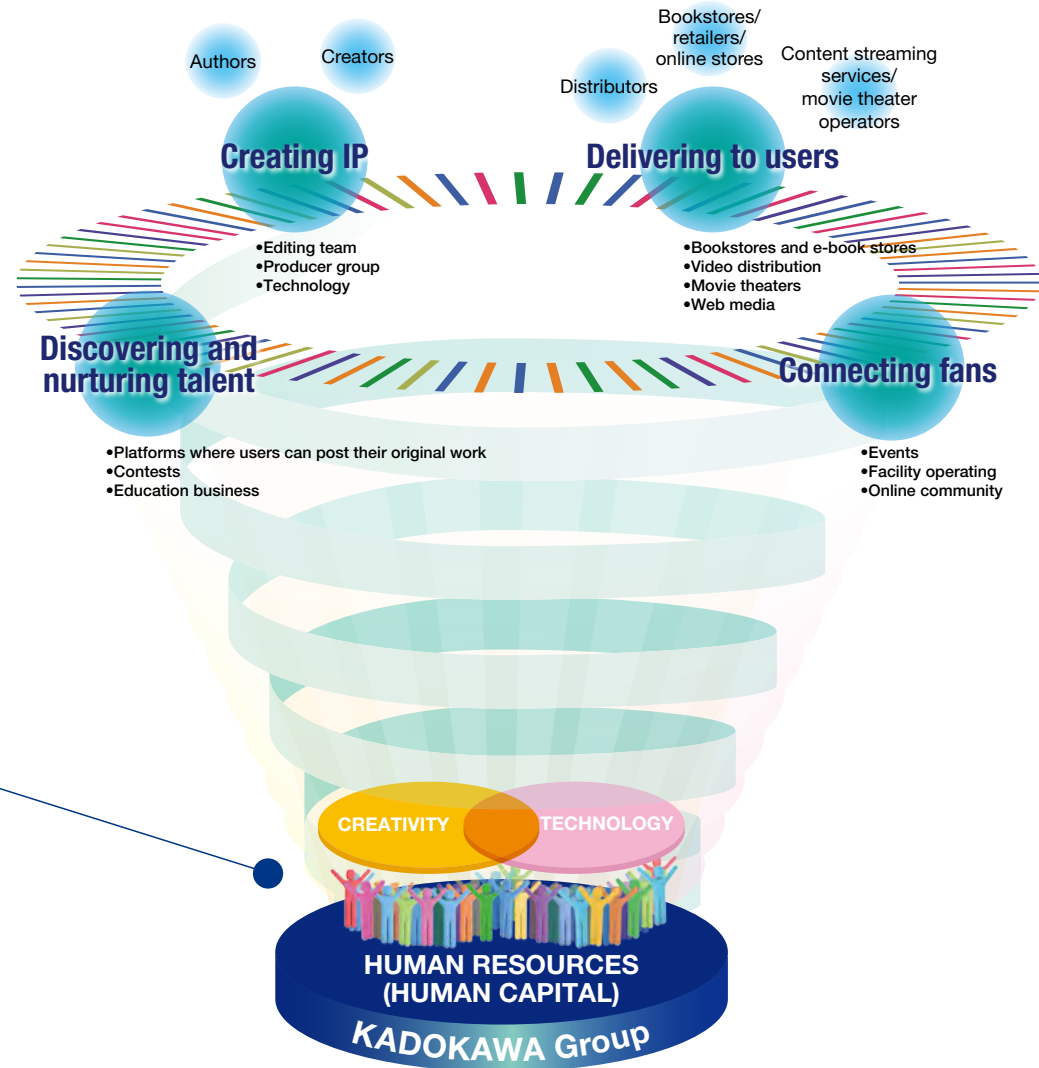 Authors
Creators
Creating IP
•Editing team
•Producer group
•Technology
Distributors
Bookstores/
retailers/
online stores
Content streaming
services/
movie theater
operators
Delivering to users
•Bookstores and e-book stores
•Video distribution
•Movie theaters
•Web media
Discovering and
nurturing talent
•Platforms where users can post their original work
•Contests
•Education business
Connecting fans
•Events
•Facility operating
•Online community
CREATIVITY
TECHNOLOGY
HUMAN RESOURCES
(HUMAN CAPITAL)
KADOKAWA Group